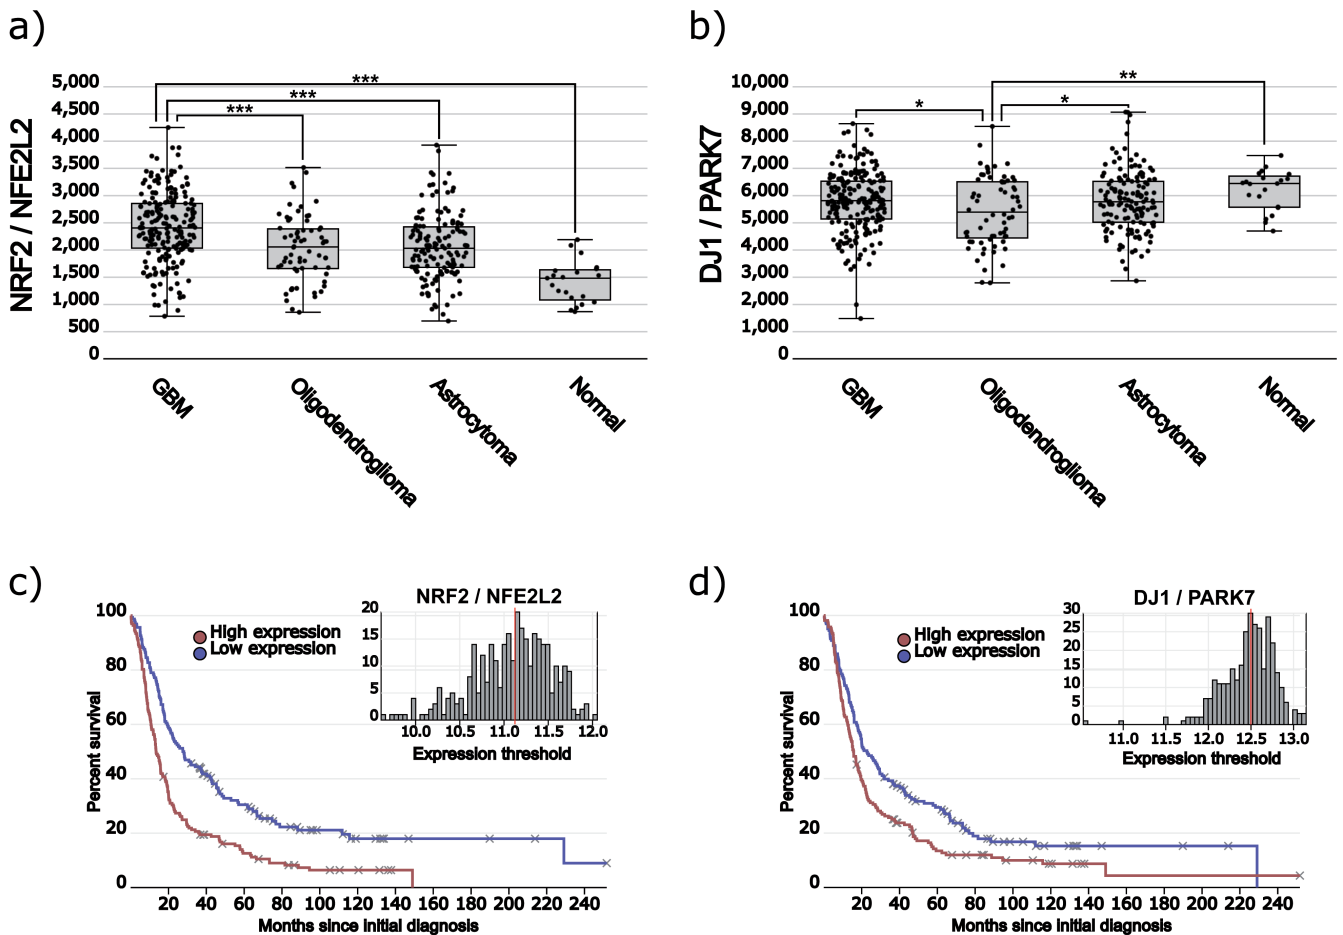 a)
NRF2 / NFE2L2
5,000
4,500
4,000
3,500
3,000
2,500
2,000
1,500
1,000
500
0
***
***
***
GBM
Oligodendroglioma
Astrocytoma
Normal
b)
DJ1 / PARK7
10,000
9,000
8,000
7,000
6,000
5,000
4,000
3,000
2,000
1,000
0
**
*
*
GBM
Oligodendroglioma
Astrocytoma
Normal
c)
Percent survival
100
80
60
40
20
0
High expression
Low expression
NRF2 / NFE2L2
20
15
10
5
0
10.0 10.5 11.0 11.5 12.0
Expression threshold
20 40 60 80 100 120 140 160 180 200 220 240
Months since initial diagnosis
d)
Percent survival
100
80
60
40
20
0
High expression
Low expression
DJ1 / PARK7
30
25
20
15
10
5
0
11.0 11.5 12.0 12.5 13.0
Expression threshold
20 40 60 80 100 120 140 160 180 200 220 240
Months since initial diagnosis